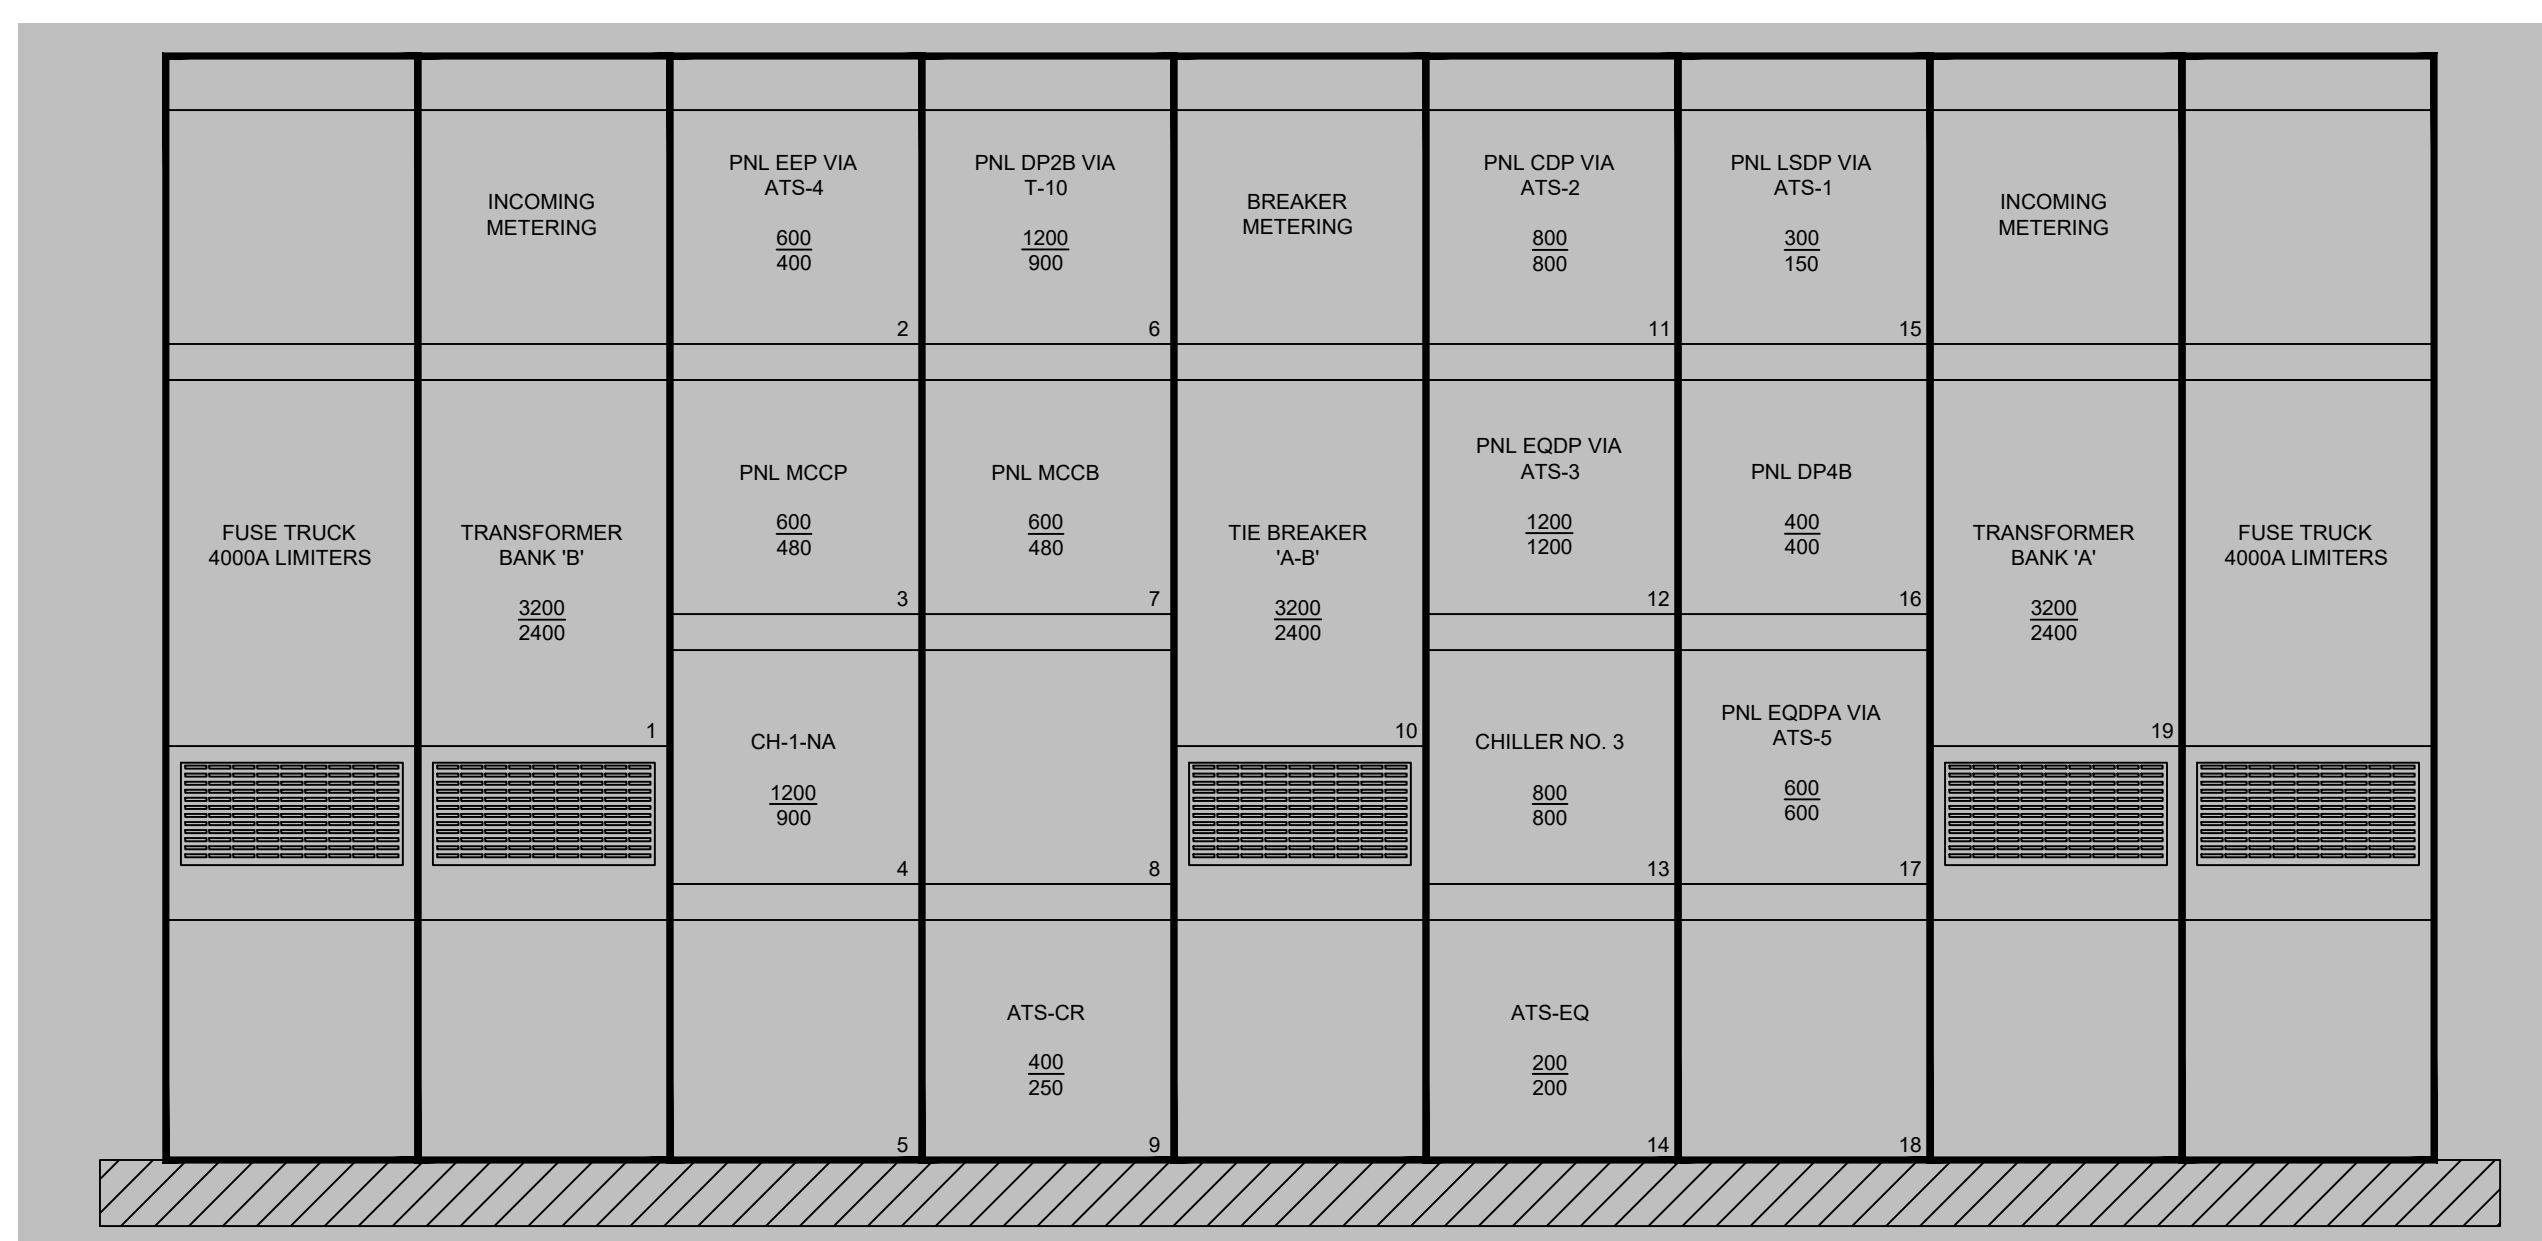 INCOMING
METERING
PNL EEP VIA
ATS-4
600
400
2
PNL DP2B VIA
T-10
1200
900
6
BREAKER
METERING
PNL CDP VIA
ATS-2
800
800
11
PNL LSDP VIA
ATS-1
300
150
15
INCOMING
METERING
FUSE TRUCK
4000A LIMITERS
TRANSFORMER
BANK 'B'
3200
2400
1
PNL MCCP
600
480
3
PNL MCCB
600
480
7
TIE BREAKER
'A-B'
3200
2400
10
PNL EQDP VIA
ATS-3
1200
1200
12
PNL DP4B
400
400
16
TRANSFORMER
BANK 'A'
3200
2400
19
FUSE TRUCK
4000A LIMITERS
CH-1-NA
1200
900
4
8
CHILLER NO. 3
800
800
13
PNL EQDPA VIA
ATS-5
600
600
17
5
ATS-CR
400
250
9
ATS-EQ
200
200
14
18